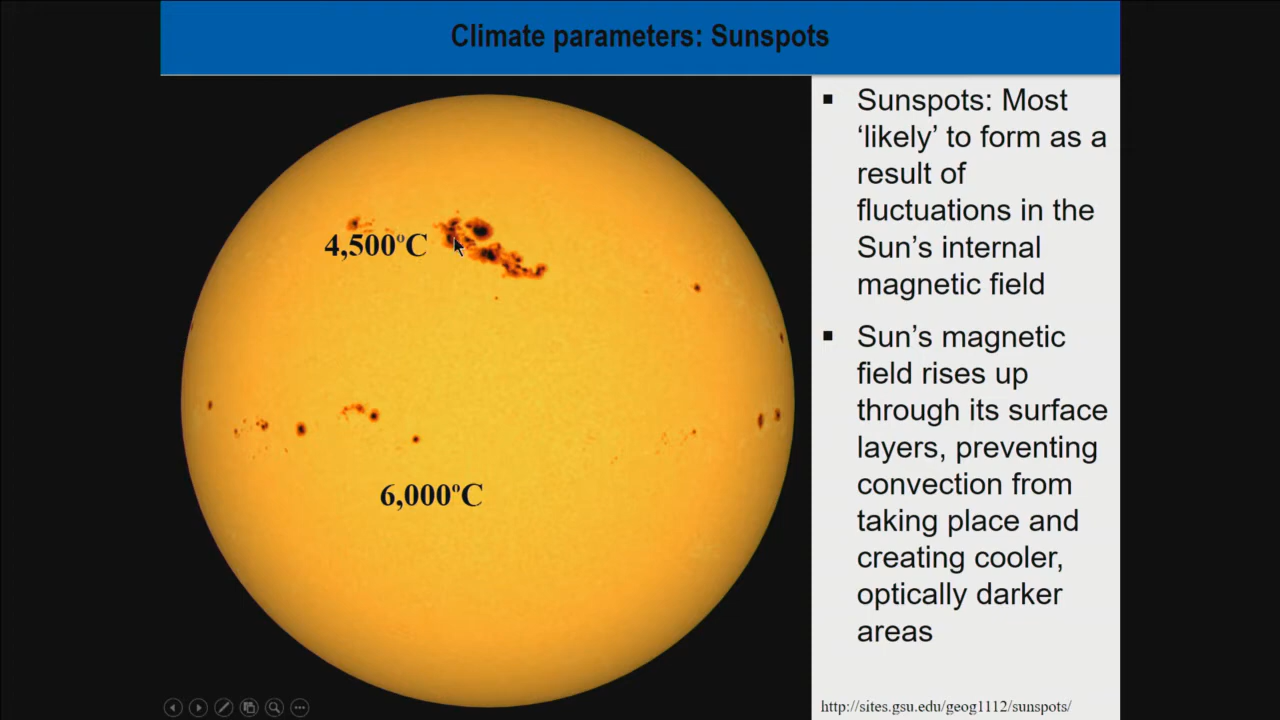 Climate parameters: Sunspots
▪ Sunspots: Most
‘likely’ to form as a
result of
fluctuations in the
Sun’s internal
magnetic field
▪ Sun’s magnetic
field rises up
through its surface
layers, preventing
convection from
taking place and
creating cooler,
optically darker
areas
4,500°C
6,000°C
http://sites.gsu.edu/geog1112/sunspots/